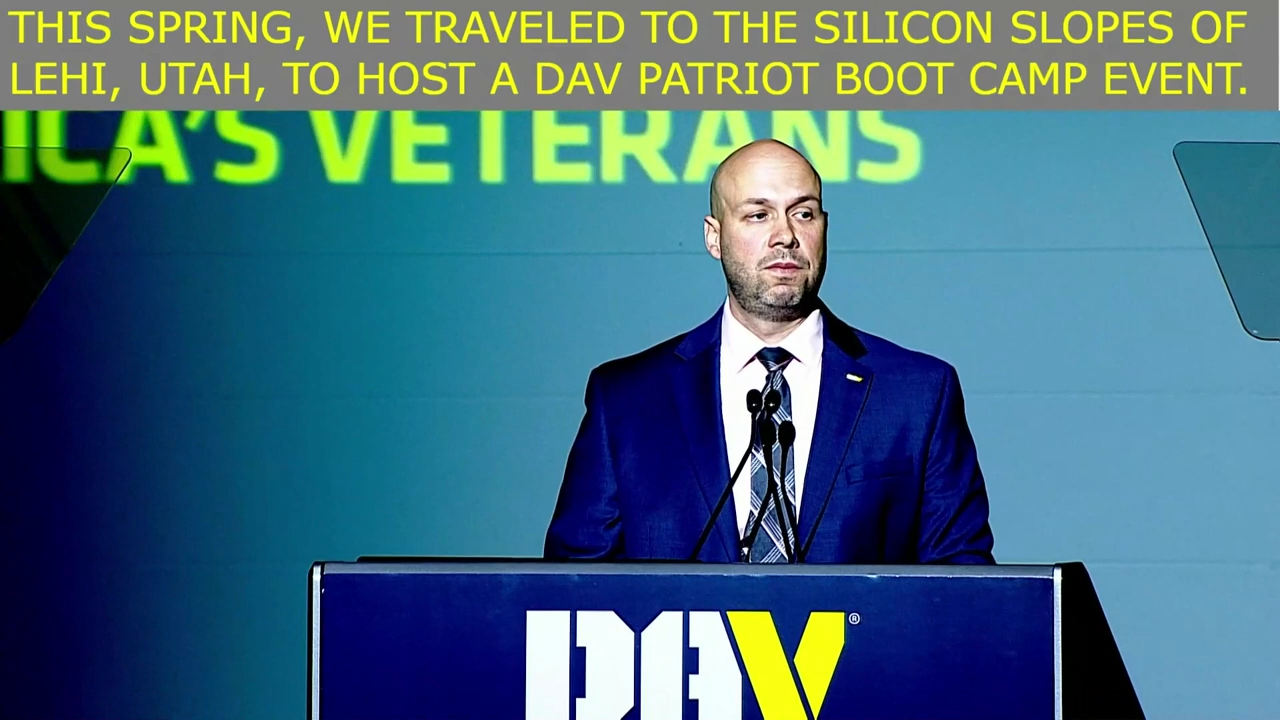 THIS SPRING, WE TRAVELED TO THE SILICON SLOPES OF
LEHI, UTAH, TO HOST A DAV PATRIOT BOOT CAMP EVENT.
ICA'S VETERANS
DAV®